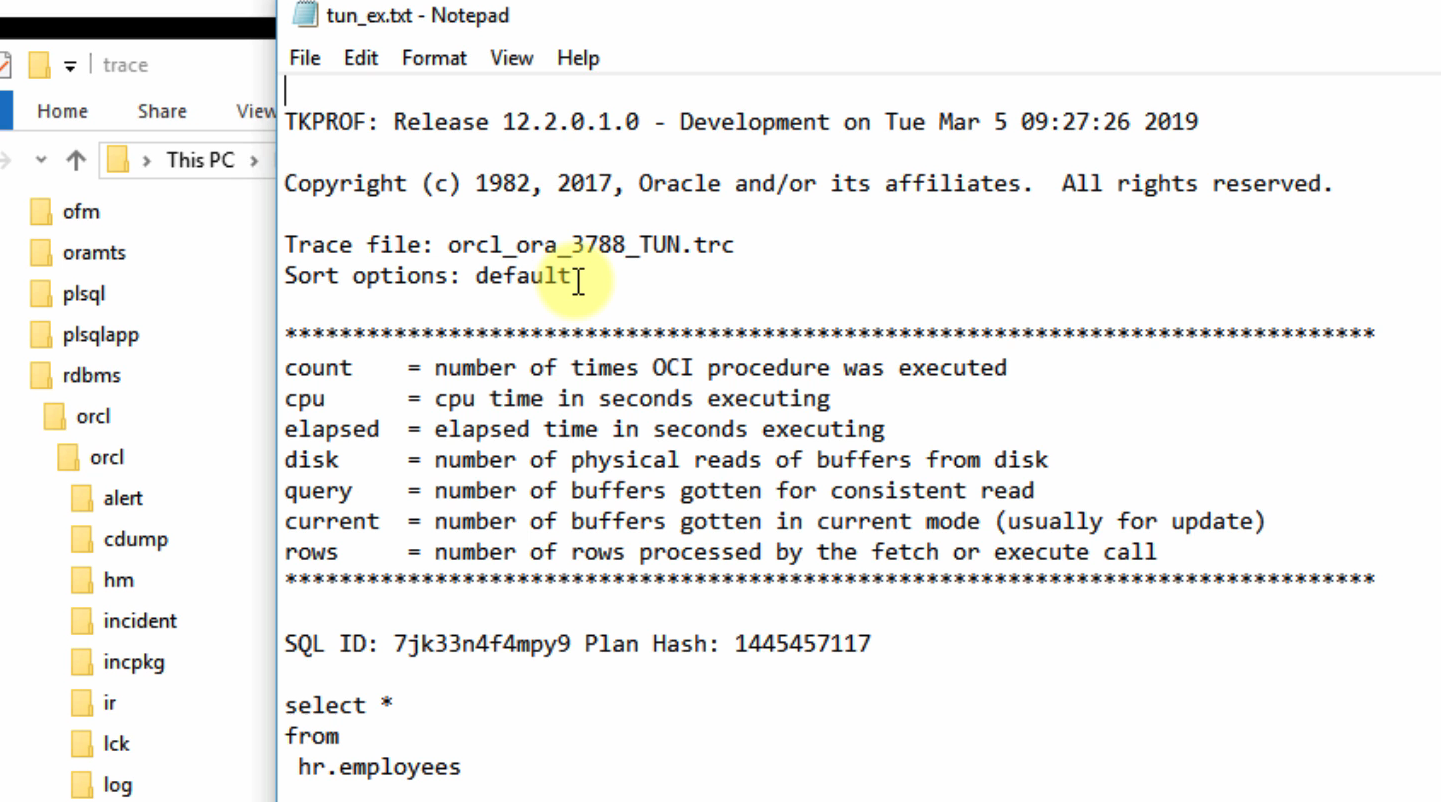 tun_ex.txt - Notepad
File Edit Format View Help
trace
Home Share View
This PC
ofm
oramts
plsql
plsqlapp
rdbms
orcl
orcl
alert
cdump
hm
incident
incpkg
ir
lck
log
TKPROF: Release 12.2.0.1.0 - Development on Tue Mar 5 09:27:26 2019
Copyright (c) 1982, 2017, Oracle and/or its affiliates.  All rights reserved.
Trace file: orcl_ora_3788_TUN.trc
Sort options: default
********************************************************************************
count    = number of times OCI procedure was executed
cpu      = cpu time in seconds executing
elapsed  = elapsed time in seconds executing
disk     = number of physical reads of buffers from disk
query    = number of buffers gotten for consistent read
current  = number of buffers gotten in current mode (usually for update)
rows     = number of rows processed by the fetch or execute call
********************************************************************************
SQL ID: 7jk33n4f4mpy9 Plan Hash: 1445457117
select *
from
hr.employees